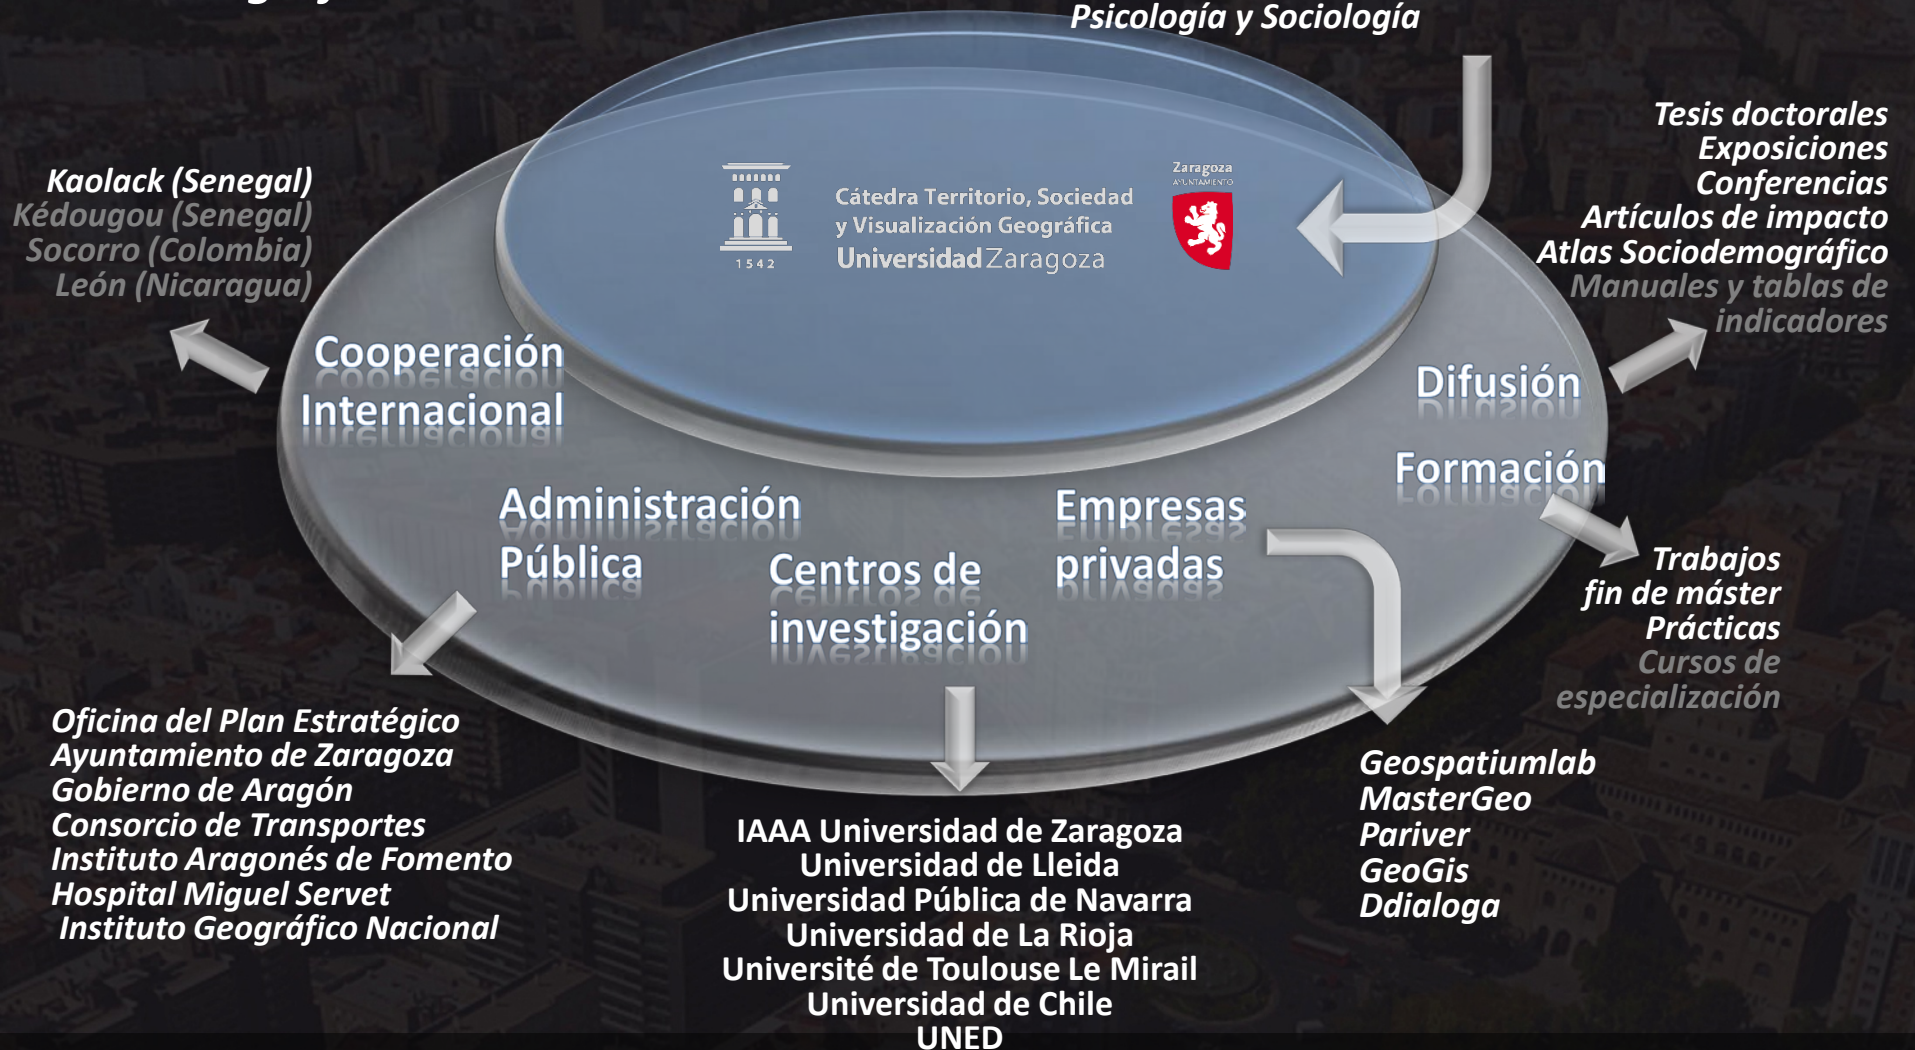 Psicología y Sociología
Tesis doctorales
Exposiciones
Conferencias
Artículos de impacto
Atlas Sociodemográfico
Manuales y tablas de
indicadores
Kaolack (Senegal)
Kédougou (Senegal)
Socorro (Colombia)
León (Nicaragua)
1542
Cátedra Territorio, Sociedad
y Visualización Geográfica
Universidad Zaragoza
Zaragoza
AYUNTAMIENTO
Cooperación
Internacional
Difusión
Formación
Administración
Pública
Centros de
investigación
Empresas
privadas
Trabajos
fin de máster
Prácticas
Cursos de
especialización
Oficina del Plan Estratégico
Ayuntamiento de Zaragoza
Gobierno de Aragón
Consorcio de Transportes
Instituto Aragonés de Fomento
Hospital Miguel Servet
Instituto Geográfico Nacional
IAAA Universidad de Zaragoza
Universidad de Lleida
Universidad Pública de Navarra
Universidad de La Rioja
Université de Toulouse Le Mirail
Universidad de Chile
UNED
Geospatiumlab
MasterGeo
Pariver
GeoGis
Ddialoga